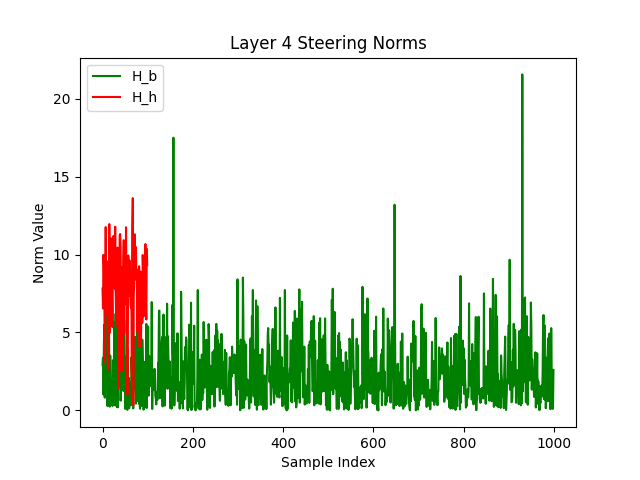 Layer 4 Steering Norms
H_b
H_h
Norm Value
20
15
10
5
0
0 200 400 600 800 1000
Sample Index